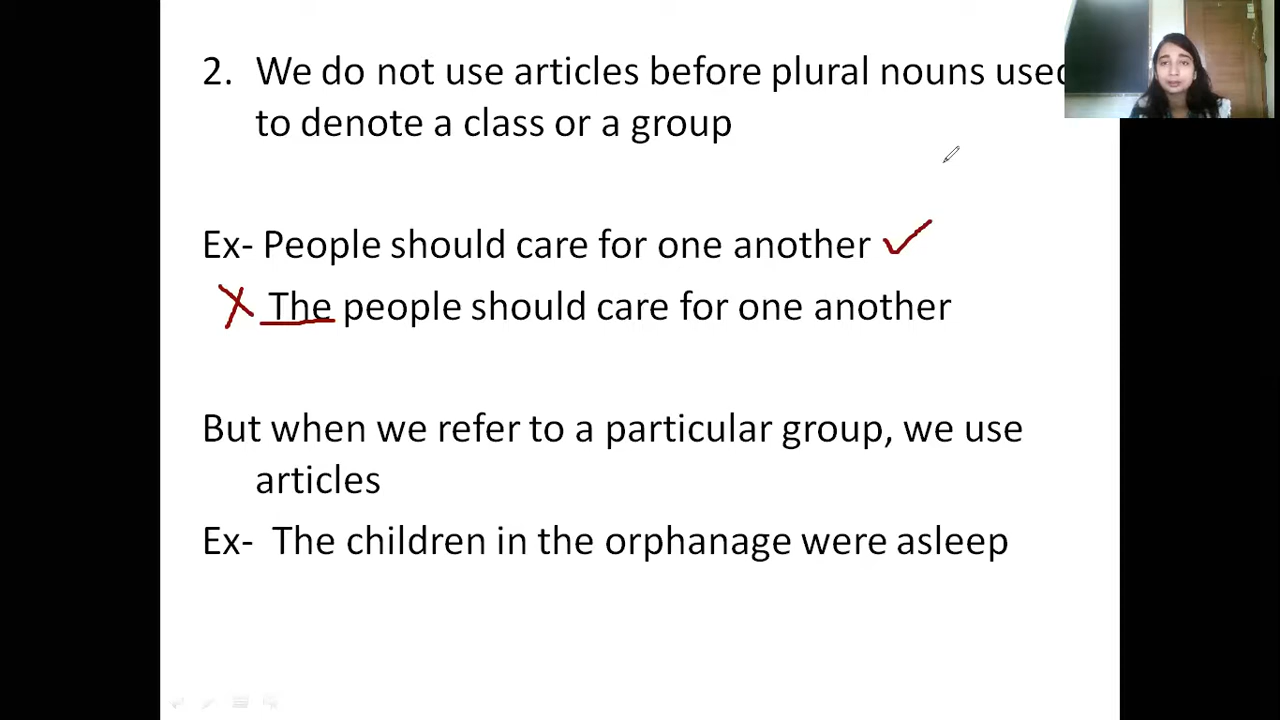 2. We do not use articles before plural nouns used
to denote a class or a group
Ex- People should care for one another
The people should care for one another
But when we refer to a particular group, we use
articles
Ex- The children in the orphanage were asleep